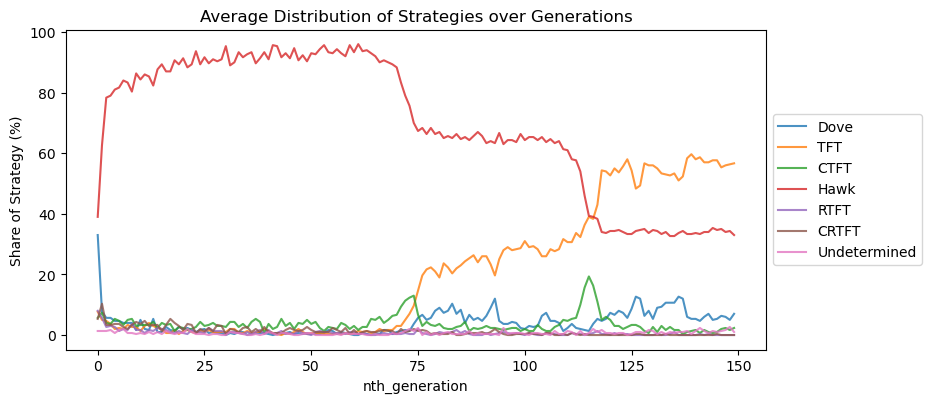 Average Distribution of Strategies over Generations
Share of Strategy (%)
100
80
60
40
20
0
0 25 50 75 100 125 150
nth_generation
Dove
TFT
CTFT
Hawk
RTFT
CRTFT
Undetermined